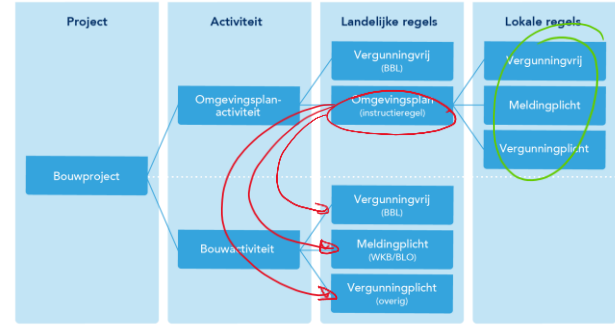 Project
Activiteit
Landelijke regels
Lokale regels
Vergunningvrij
(BBL)
Vergunningvrij
Omgevingsplan-
activiteit
Omgevingsplan
(instructieregel)
Meldingplicht
Vergunningplicht
Bouwproject
Vergunningvrij
(BBL)
Bouwactiviteit
Meldingplicht
(WKB/BLO)
Vergunningplicht
(overig)